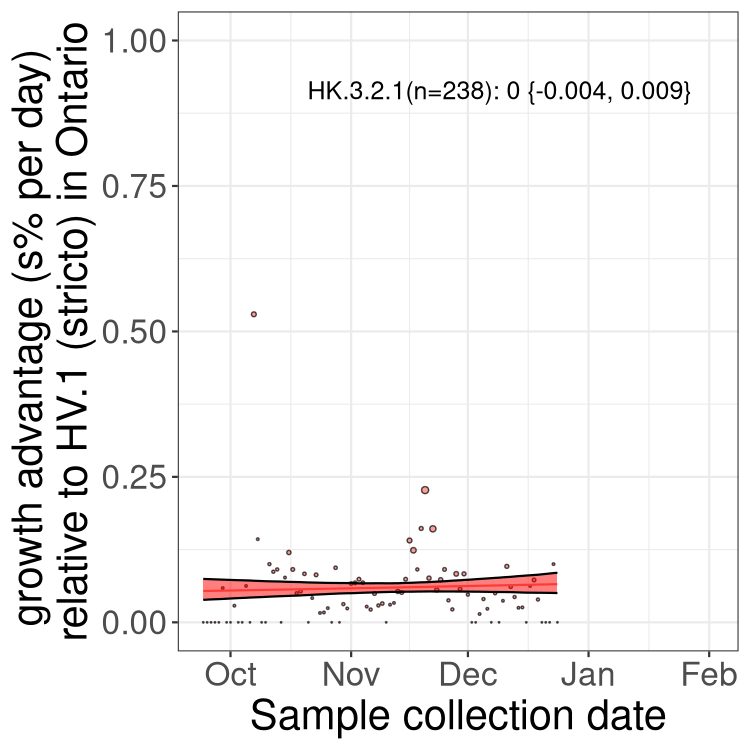 growth advantage (s% per day)
relative to HV.1 (stricto) in Ontario
1.00
0.75
0.50
0.25
0.00
HK.3.2.1(n=238): 0 {-0.004, 0.009}
Oct Nov Dec Jan Feb
Sample collection date